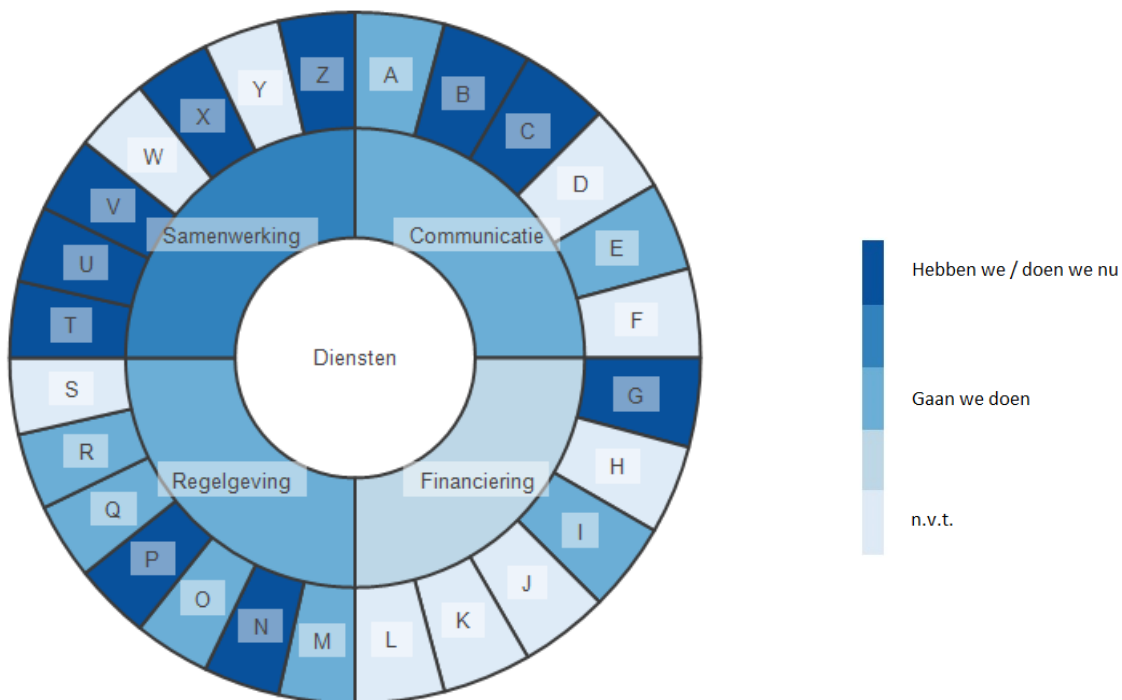 Z
A
Y
B
X
C
W
D
V
Samenwerking
Communicatie
E
U
T
F
Diensten
S
G
R
H
Regelgeving
Financiering
Q
I
P
O
J
N
K
M
L
Hebben we / doen we nu
Gaan we doen
n.v.t.